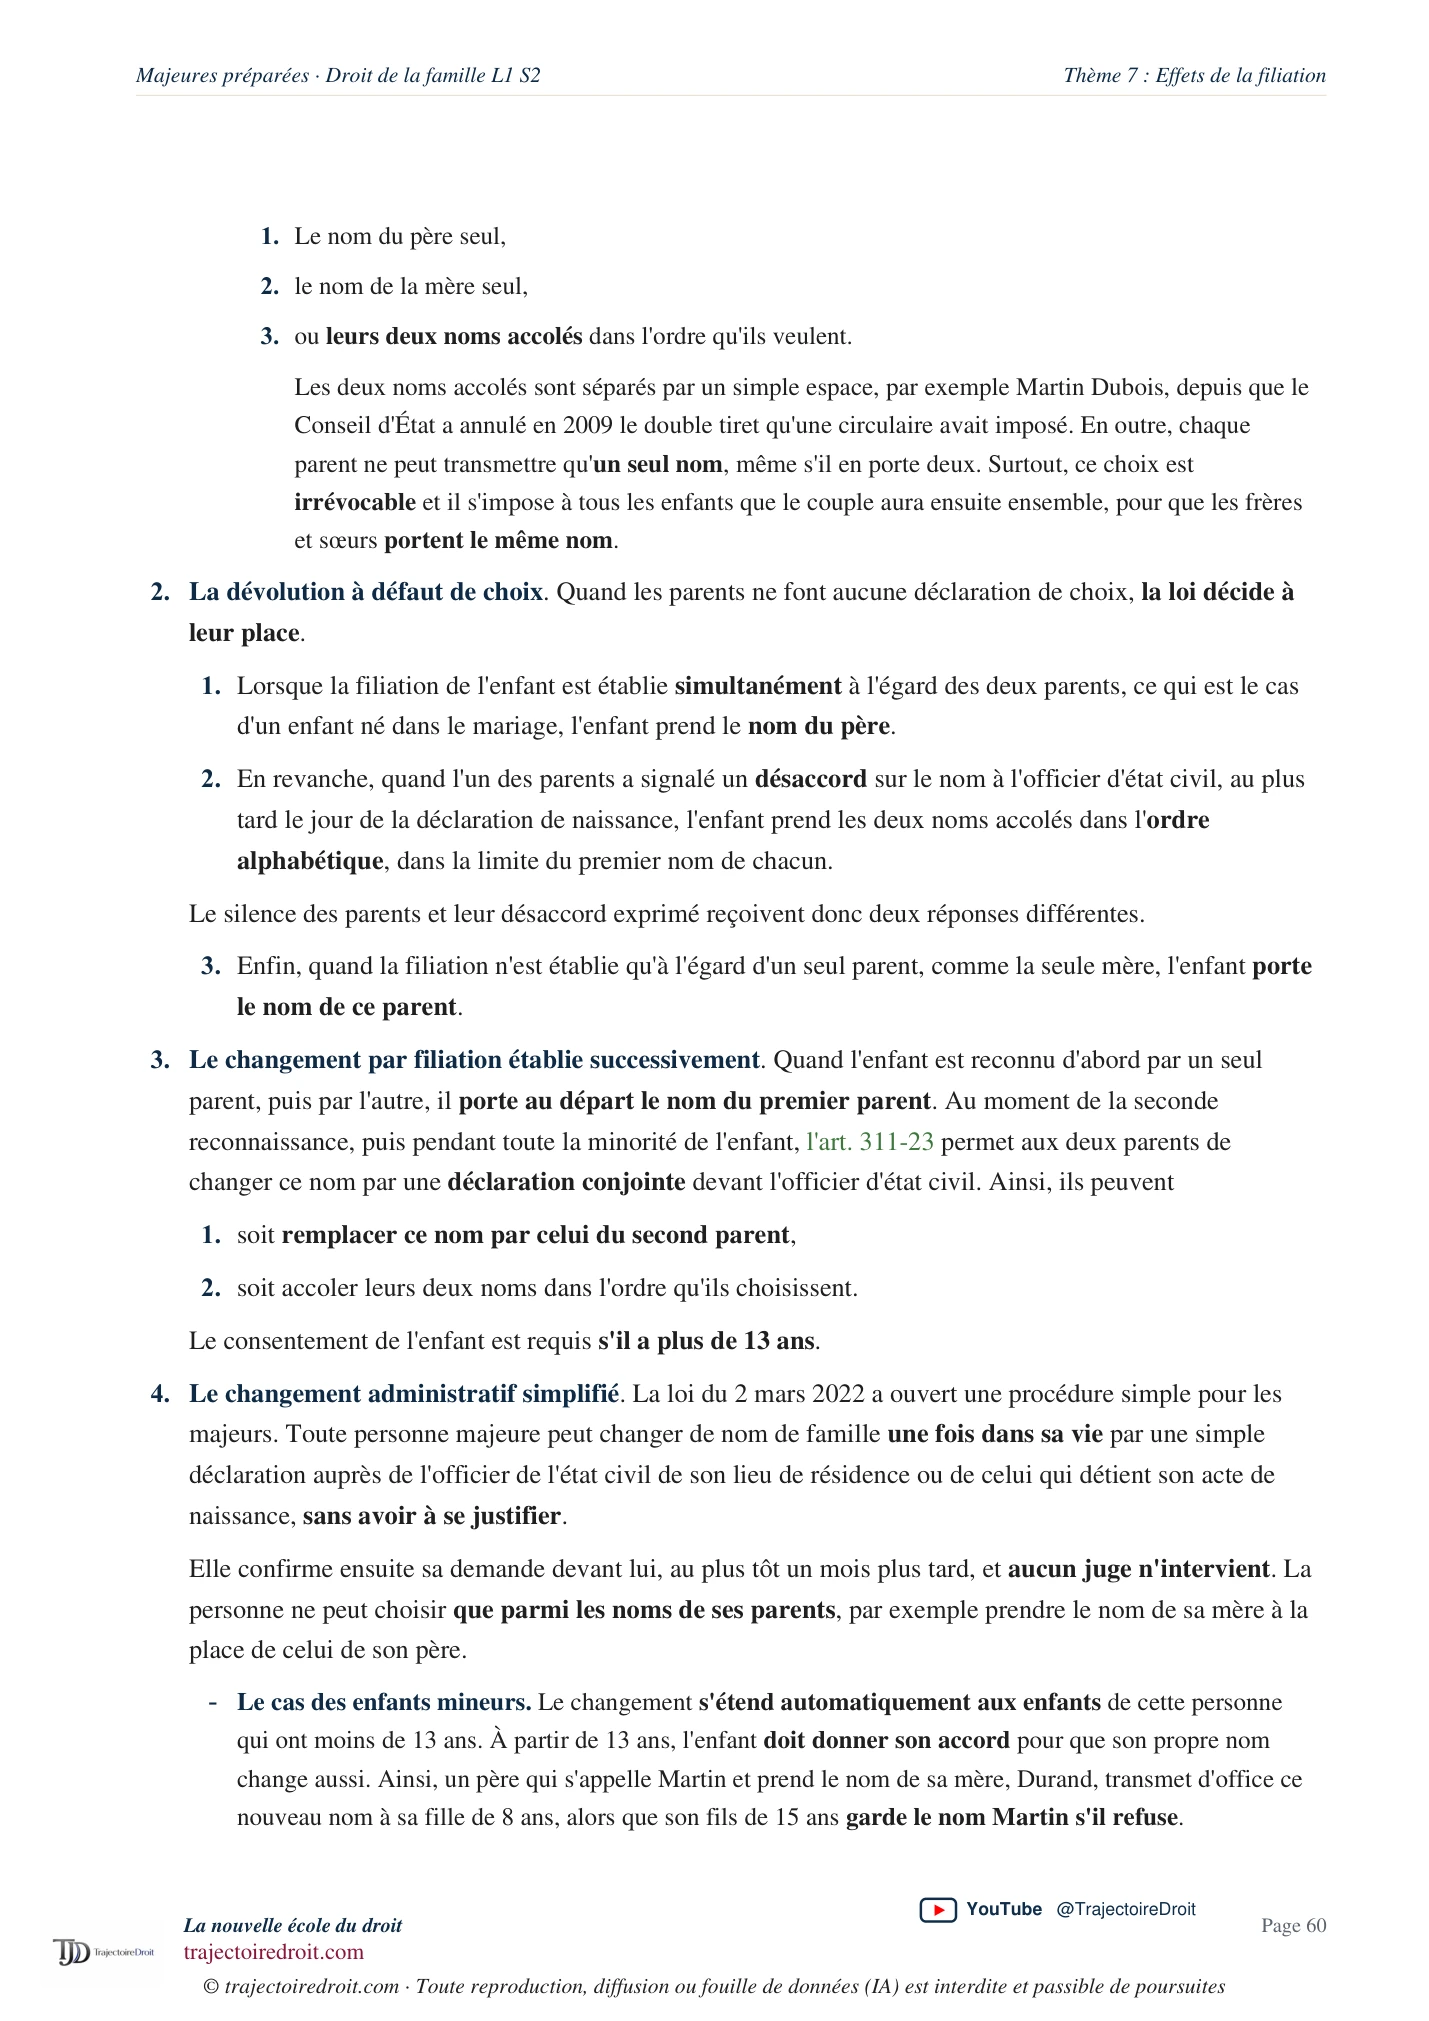 Majeures préparées · Droit de la famille L1 S2
Thème 7 : Effets de la filiation
1. Le nom du père seul,
2. le nom de la mère seul,
3. ou leurs deux noms accolés dans l'ordre qu'ils veulent.
Les deux noms accolés sont séparés par un simple espace, par exemple Martin Dubois, depuis que le
Conseil d'État a annulé en 2009 le double tiret qu'une circulaire avait imposé. En outre, chaque
parent ne peut transmettre qu'un seul nom, même s'il en porte deux. Surtout, ce choix est
irrévocable et il s'impose à tous les enfants que le couple aura ensuite ensemble, pour que les frères
et sœurs portent le même nom.
2. La dévolution à défaut de choix. Quand les parents ne font aucune déclaration de choix, la loi décide à
leur place.
1. Lorsque la filiation de l'enfant est établie simultanément à l'égard des deux parents, ce qui est le cas
d'un enfant né dans le mariage, l'enfant prend le nom du père.
2. En revanche, quand l'un des parents a signalé un désaccord sur le nom à l'officier d'état civil, au plus
tard le jour de la déclaration de naissance, l'enfant prend les deux noms accolés dans l'ordre
alphabétique, dans la limite du premier nom de chacun.
Le silence des parents et leur désaccord exprimé reçoivent donc deux réponses différentes.
3. Enfin, quand la filiation n'est établie qu'à l'égard d'un seul parent, comme la seule mère, l'enfant porte
le nom de ce parent.
3. Le changement par filiation établie successivement. Quand l'enfant est reconnu d'abord par un seul
parent, puis par l'autre, il porte au départ le nom du premier parent. Au moment de la seconde
reconnaissance, puis pendant toute la minorité de l'enfant, l'art. 311-23 permet aux deux parents de
changer ce nom par une déclaration conjointe devant l'officier d'état civil. Ainsi, ils peuvent
1. soit remplacer ce nom par celui du second parent,
2. soit accoler leurs deux noms dans l'ordre qu'ils choisissent.
Le consentement de l'enfant est requis s'il a plus de 13 ans.
4. Le changement administratif simplifié. La loi du 2 mars 2022 a ouvert une procédure simple pour les
majeurs. Toute personne majeure peut changer de nom de famille une fois dans sa vie par une simple
déclaration auprès de l'officier de l'état civil de son lieu de résidence ou de celui qui détient son acte de
naissance, sans avoir à se justifier.
Elle confirme ensuite sa demande devant lui, au plus tôt un mois plus tard, et aucun juge n'intervient. La
personne ne peut choisir que parmi les noms de ses parents, par exemple prendre le nom de sa mère à la
place de celui de son père.
- Le cas des enfants mineurs. Le changement s'étend automatiquement aux enfants de cette personne
qui ont moins de 13 ans. À partir de 13 ans, l'enfant doit donner son accord pour que son propre nom
change aussi. Ainsi, un père qui s'appelle Martin et prend le nom de sa mère, Durand, transmet d'office ce
nouveau nom à sa fille de 8 ans, alors que son fils de 15 ans garde le nom Martin s'il refuse.
YouTube @TrajectoireDroit
La nouvelle école du droit
Page 60
TJD TrajectoireDroit
trajectoiredroit.com
© trajectoiredroit.com · Toute reproduction, diffusion ou fouille de données (IA) est interdite et passible de poursuites